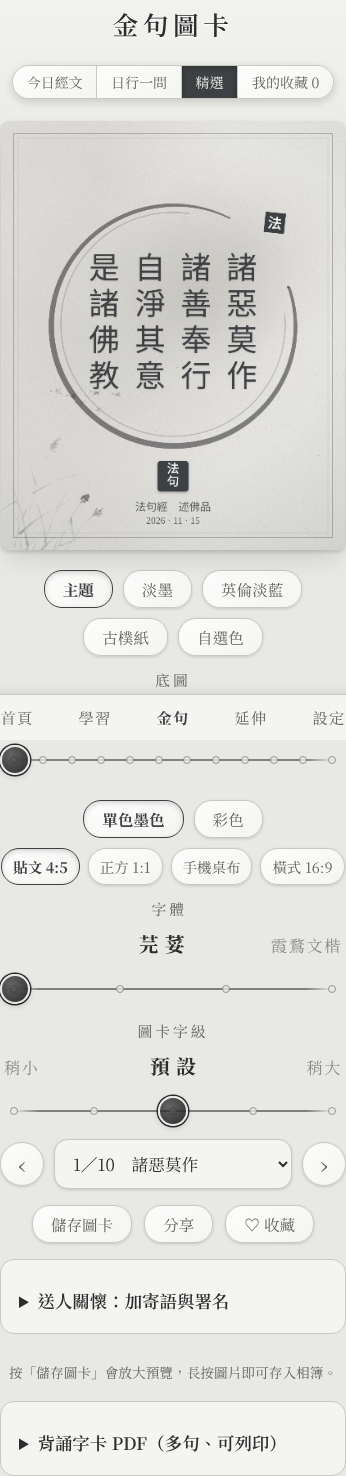 金句圖卡
今日經文 日行一問 精選 我的收藏 0
法
諸惡莫作
諸善奉行
自淨其意
是諸佛教
法句
法句經 述佛品
2026·11·15
主題 淡墨 英倫淡藍
古樸紙 自選色
底圖
首頁 學習 金句 延伸 設定
單色墨色 彩色
貼文 4:5 正方 1:1 手機桌布 橫式 16:9
字體
芫荽 霞鶩文楷
圖卡字級
稍小 預設 稍大
‹ 1／10 諸惡莫作 ›
儲存圖卡 分享 ♡ 收藏
▶ 送人關懷：加寄語與署名
按「儲存圖卡」會放大預覽，長按圖片即可存入相簿。
▶ 背誦字卡 PDF（多句、可列印）